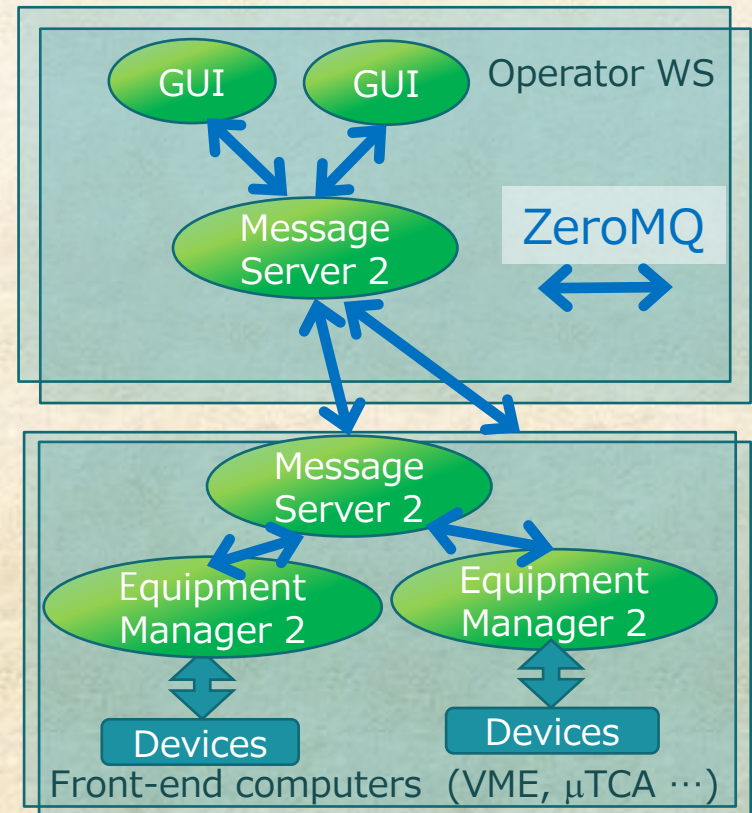 GUI
GUI
Operator WS
Message
Server 2
ZeroMQ
Message
Server 2
Equipment
Manager 2
Equipment
Manager 2
Devices
Devices
Front-end computers (VME, μTCA ⋯)